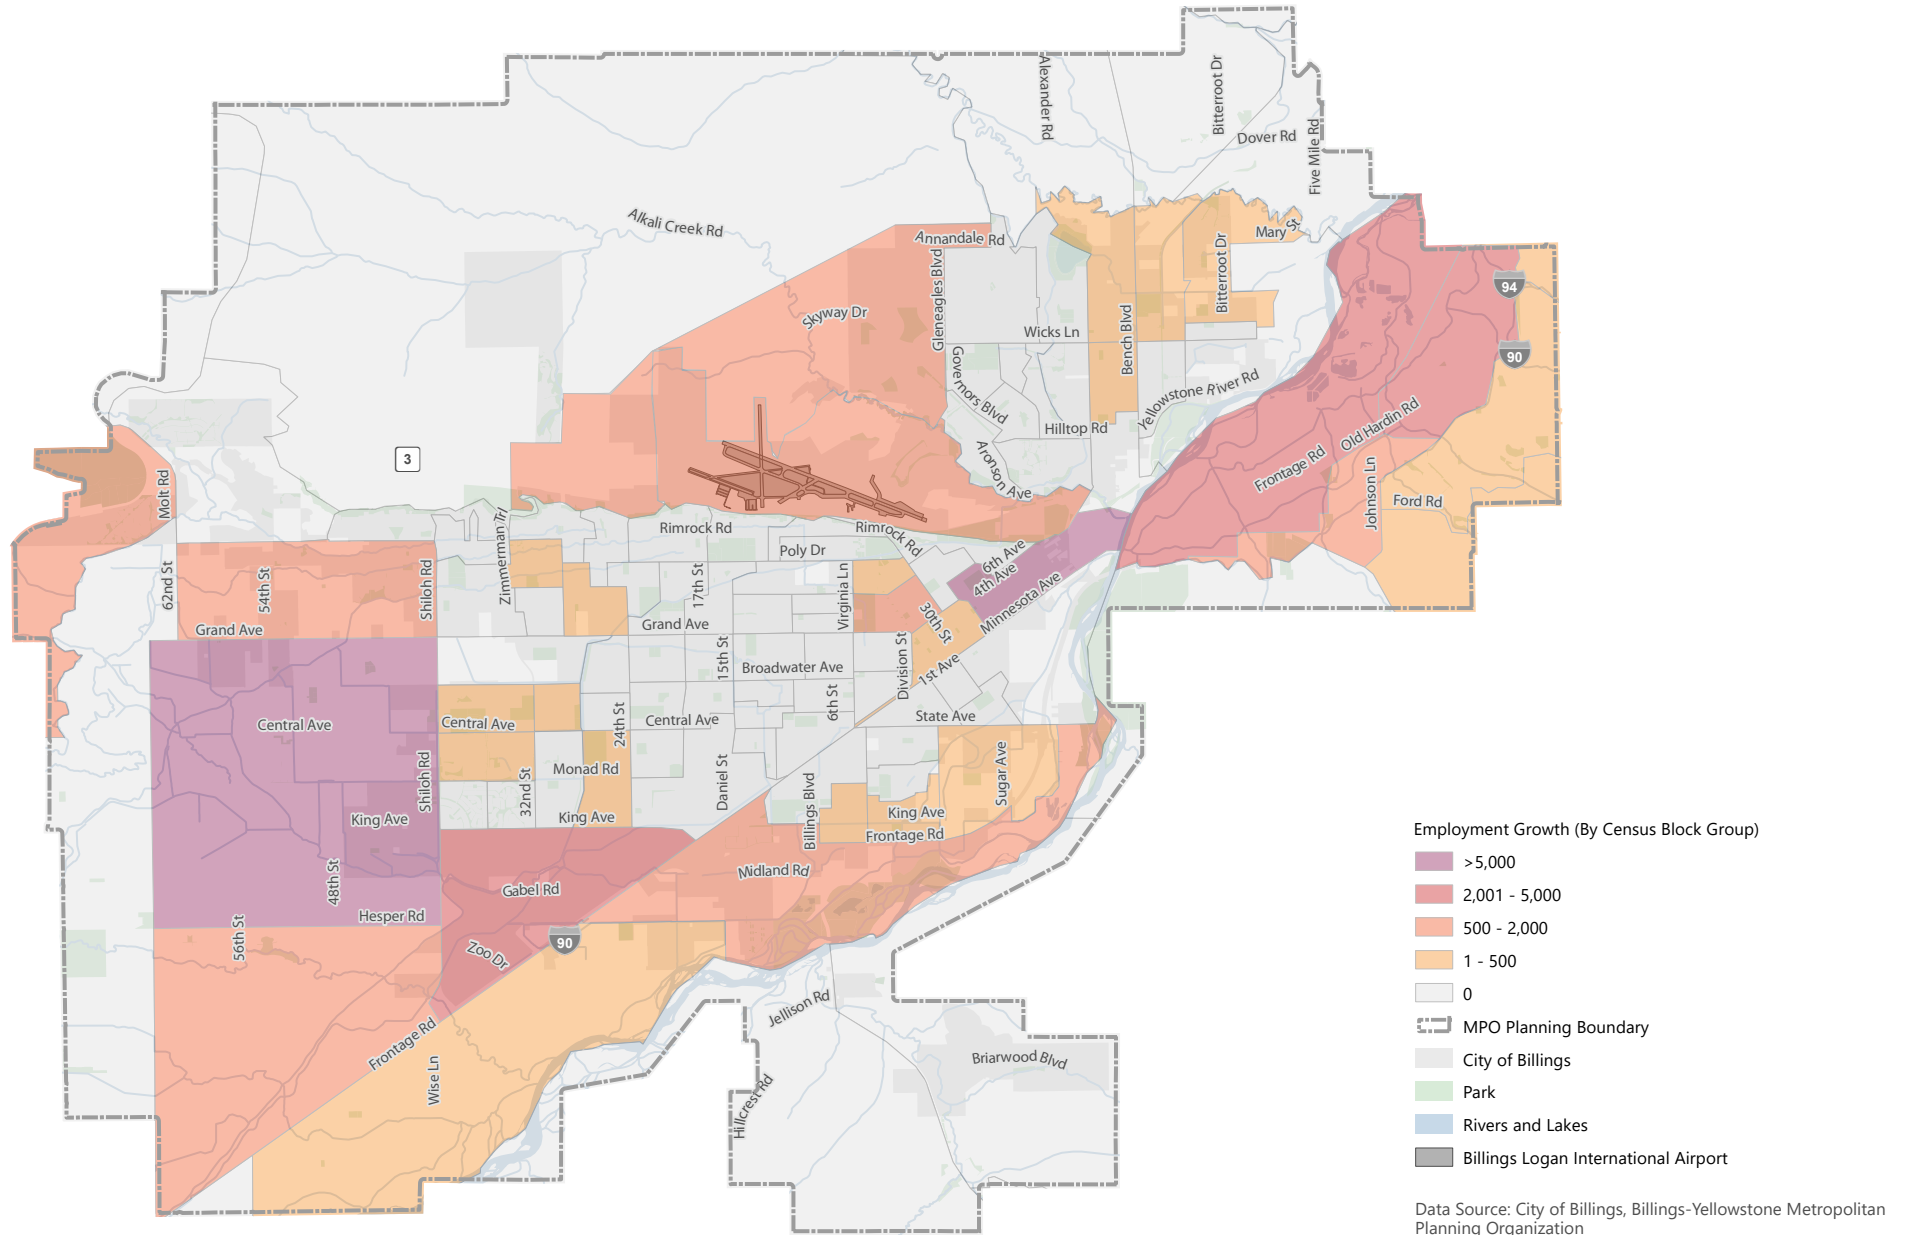 Alexander Rd
Bitterroot Dr
Dover Rd
Five Mile Rd
Alkali Creek Rd
Annandale Rd
Mary St
Bitterroot Dr
Gleneagles Blvd
Skyway Dr
Wicks Ln
Bench Blvd
94
90
Governors Blvd
Yellowstone River Rd
Hilltop Rd
Old Hardin Rd
3
Aronson Ave
Frontage Rd
Johnson Ln
Ford Rd
Molt Rd
Zimmerman Trl
Rimrock Rd
Rimrock Rd
Poly Dr
6th Ave
4th Ave
Minnesota Ave
62nd St
54th St
Shiloh Rd
17th St
Virginia Ln
30th St
Grand Ave
Grand Ave
15th St
Broadwater Ave
Division St
1st Ave
6th St
Central Ave
Central Ave
24th St
Central Ave
State Ave
Shiloh Rd
32nd St
Monad Rd
Daniel St
Billings Blvd
Sugar Ave
King Ave
King Ave
King Ave
Frontage Rd
48th St
Gabel Rd
Midland Rd
Hesper Rd
56th St
Zoo Dr
90
Jellison Rd
Frontage Rd
Wise Ln
Briarwood Blvd
Hillcrest Rd
Employment Growth (By Census Block Group)
>5,000
2,001 - 5,000
500 - 2,000
1 - 500
0
MPO Planning Boundary
City of Billings
Park
Rivers and Lakes
Billings Logan International Airport
Data Source: City of Billings, Billings-Yellowstone Metropolitan
Planning Organization